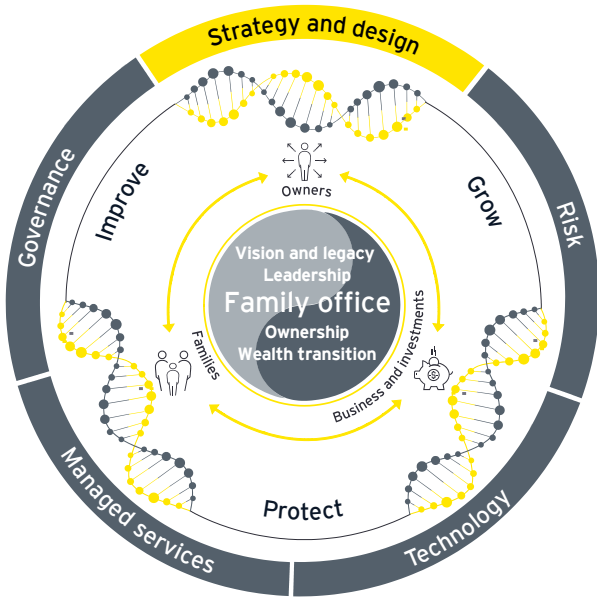 Strategy and design
Governance
Risk
Improve
Grow
Owners
Vision and legacy
Leadership
Family office
Ownership
Wealth transition
Families
Business and investments
Protect
Managed services
Technology